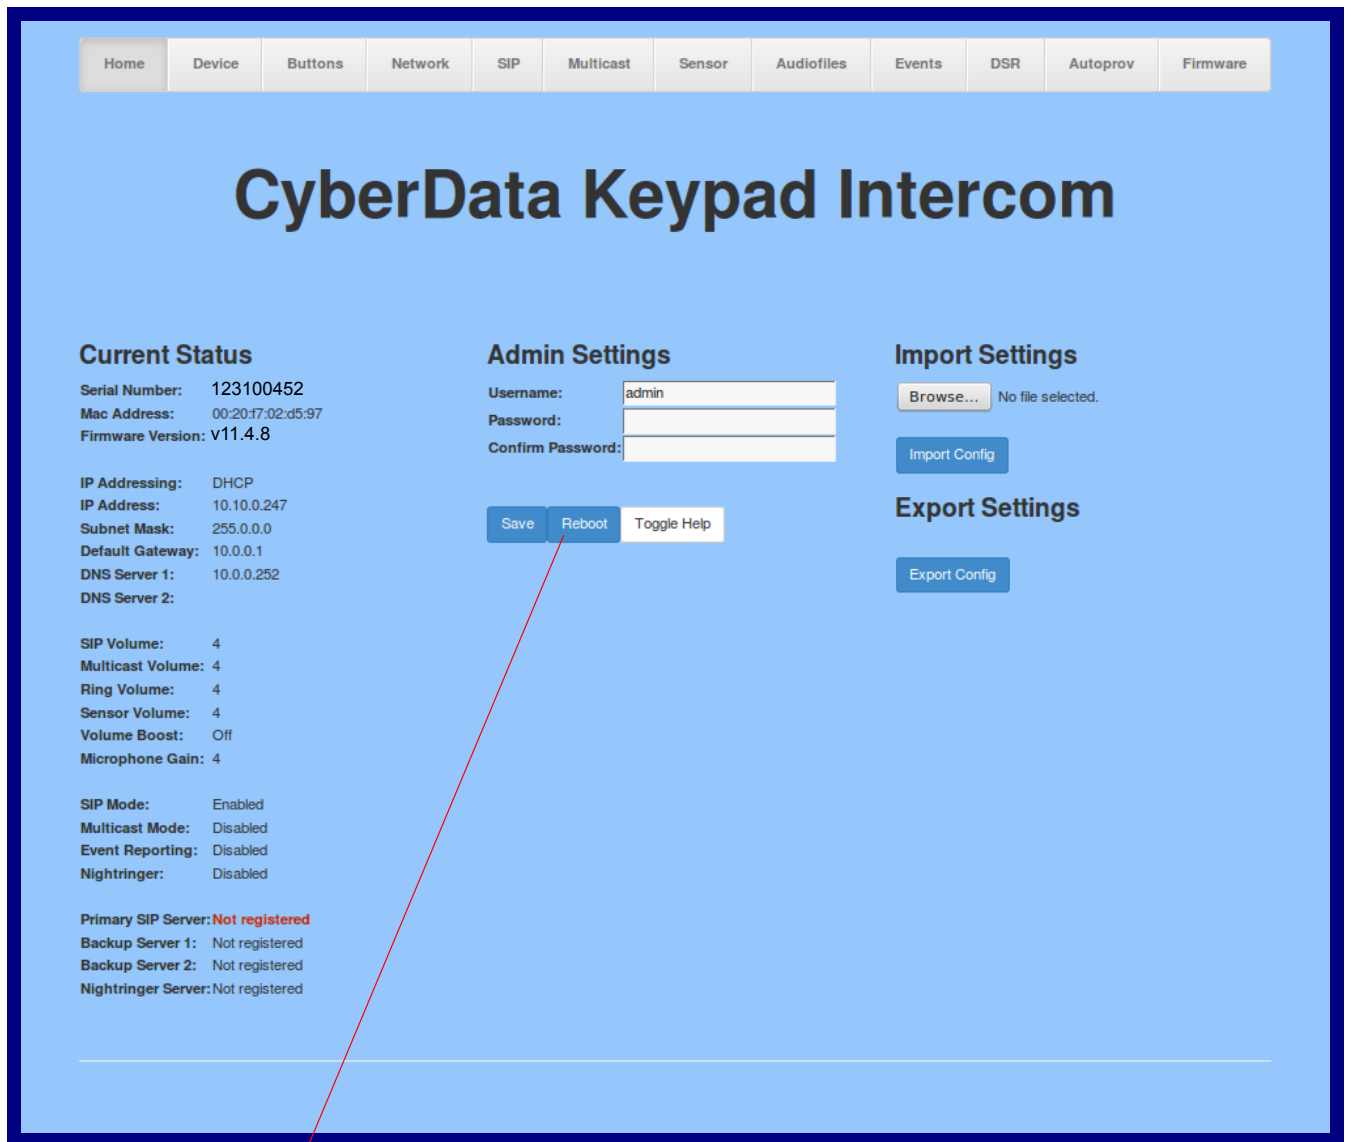 Home Device Buttons Network SIP Multicast Sensor Audiofiles Events DSR Autoprov Firmware
CyberData Keypad Intercom
Current Status
Serial Number: 123100452
Mac Address: 00:20:f7:02:d5:97
Firmware Version: v11.4.8
IP Addressing: DHCP
IP Address: 10.10.0.247
Subnet Mask: 255.0.0.0
Default Gateway: 10.0.0.1
DNS Server 1: 10.0.0.252
DNS Server 2:
SIP Volume: 4
Multicast Volume: 4
Ring Volume: 4
Sensor Volume: 4
Volume Boost: Off
Microphone Gain: 4
SIP Mode: Enabled
Multicast Mode: Disabled
Event Reporting: Disabled
Nightringer: Disabled
Primary SIP Server: Not registered
Backup Server 1: Not registered
Backup Server 2: Not registered
Nightringer Server: Not registered
Admin Settings
Username: admin
Password:
Confirm Password:
Save Reboot Toggle Help
Import Settings
Browse... No file selected.
Import Config
Export Settings
Export Config